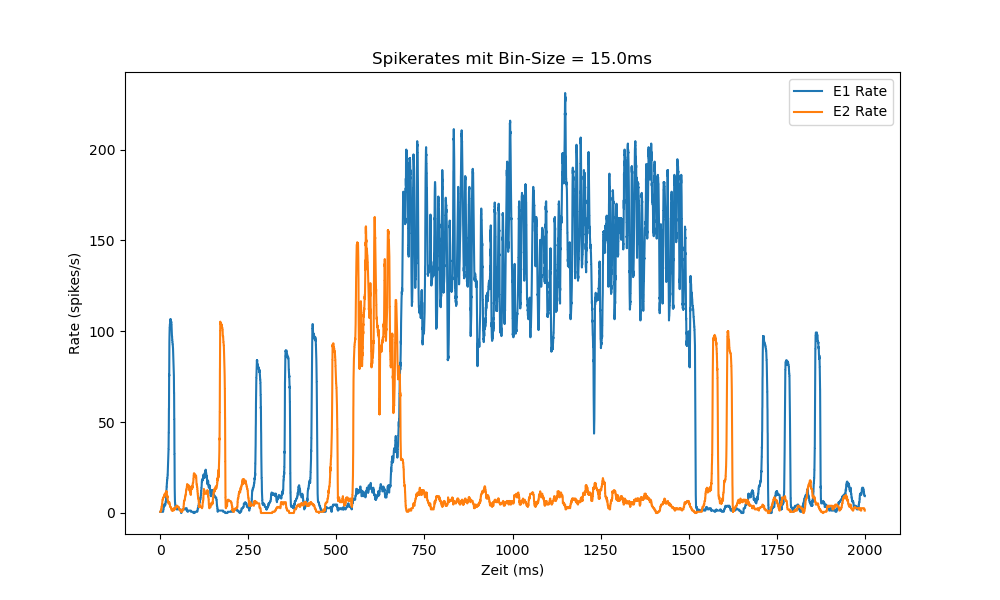 Spikerates mit Bin-Size = 15.0ms
E1 Rate
E2 Rate
Rate (spikes/s)
200
150
100
50
0
0 250 500 750 1000 1250 1500 1750 2000
Zeit (ms)